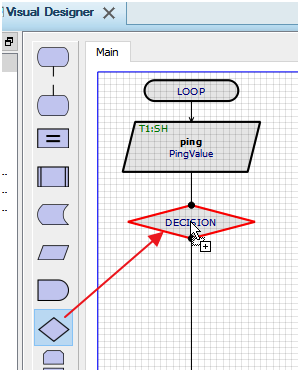 Visual Designer
Main
LOOP
T1:SH
ping
PingValue
DECISION